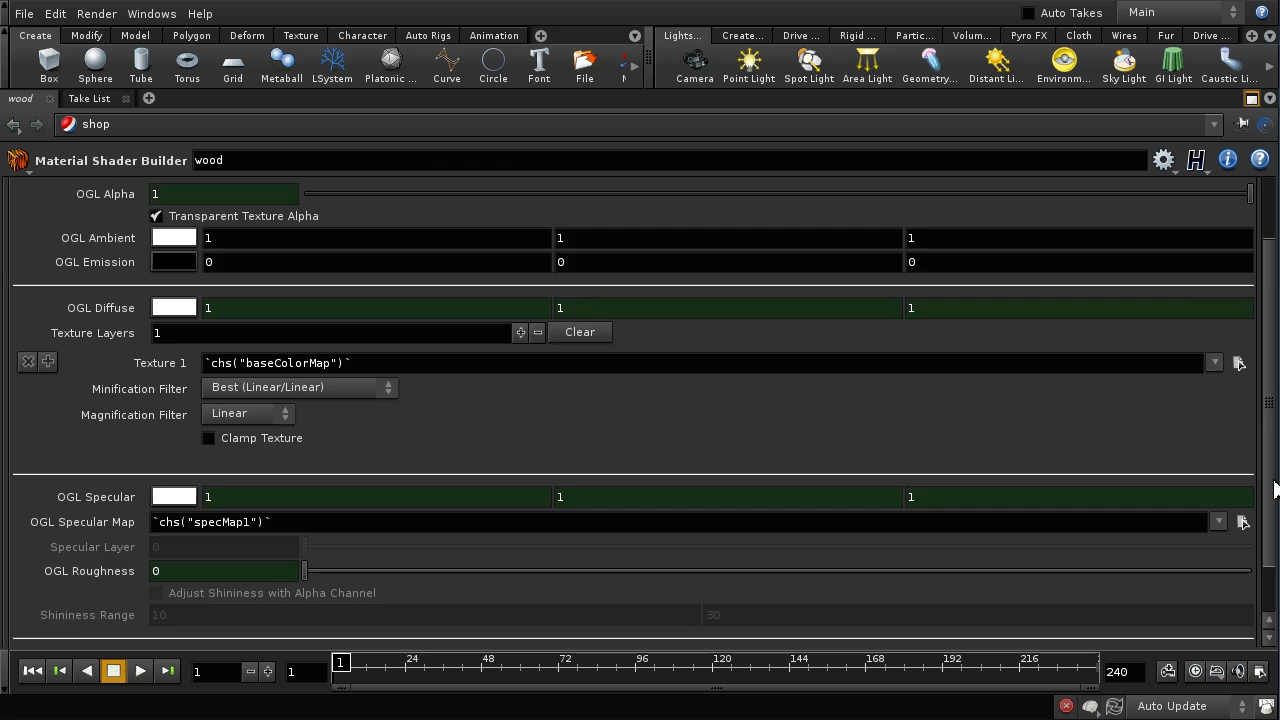 File Edit Render Windows Help Auto Takes Main
Create Modify Model Polygon Deform Texture Character Auto Rigs Animation Lights... Create... Drive ... Rigid ... Partic... Volum... Pyro FX Cloth Wires Fur Drive ...
Box Sphere Tube Torus Grid Metaball LSystem Platonic ... Curve Circle Font File Camera Point Light Spot Light Area Light Geometry... Distant Li... Environm... Sky Light GI Light Caustic Li...
wood Take List
shop
Material Shader Builder wood
OGL Alpha 1
Transparent Texture Alpha
OGL Ambient 1 1 1
OGL Emission 0 0 0
OGL Diffuse 1 1 1
Texture Layers 1 Clear
Texture 1 `chs("baseColorMap")`
Minification Filter Best (Linear/Linear)
Magnification Filter Linear
Clamp Texture
OGL Specular 1 1 1
OGL Specular Map `chs("specMap1")`
Specular Layer 0
OGL Roughness 0
Adjust Shininess with Alpha Channel
Shininess Range 10 90
1 1 1 24 48 72 96 120 144 168 192 216 240
Auto Update